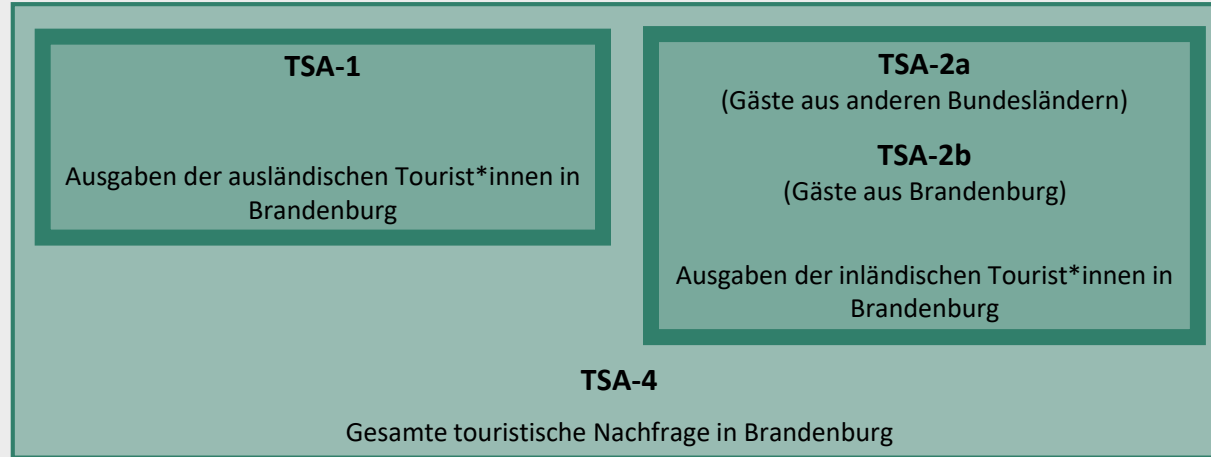 TSA-1
Ausgaben der ausländischen Tourist*innen in
Brandenburg
TSA-2a
(Gäste aus anderen Bundesländern)
TSA-2b
(Gäste aus Brandenburg)
Ausgaben der inländischen Tourist*innen in
Brandenburg
TSA-4
Gesamte touristische Nachfrage in Brandenburg